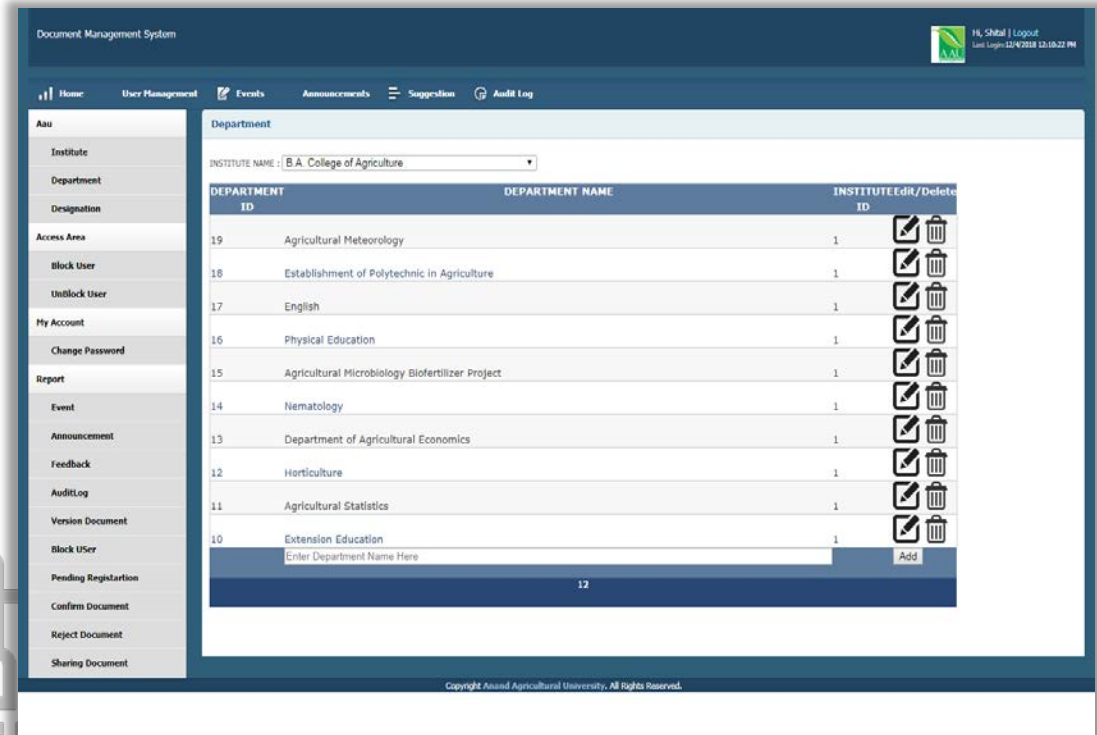 Document Management System
Hi, Shital | Logout
Last Login:12/4/2018 12:10:22 PM
AAU
Home User Management Events Announcements Suggestion Audit Log
Aau
Institute
Department
Designation
Access Area
Block User
UnBlock User
My Account
Change Password
Report
Event
Announcement
Feedback
AuditLog
Version Document
Block USer
Pending Registartion
Confirm Document
Reject Document
Sharing Document
Department
INSTITUTE NAME : B.A. College of Agriculture
DEPARTMENT ID DEPARTMENT NAME INSTITUTE ID Edit/Delete
19 Agricultural Meteorology 1
18 Establishment of Polytechnic in Agriculture 1
17 English 1
16 Physical Education 1
15 Agricultural Microbiology Biofertilizer Project 1
14 Nematology 1
13 Department of Agricultural Economics 1
12 Horticulture 1
11 Agricultural Statistics 1
10 Extension Education 1
Enter Department Name Here Add
12
Copyright Anand Agricultural University. All Rights Reserved.